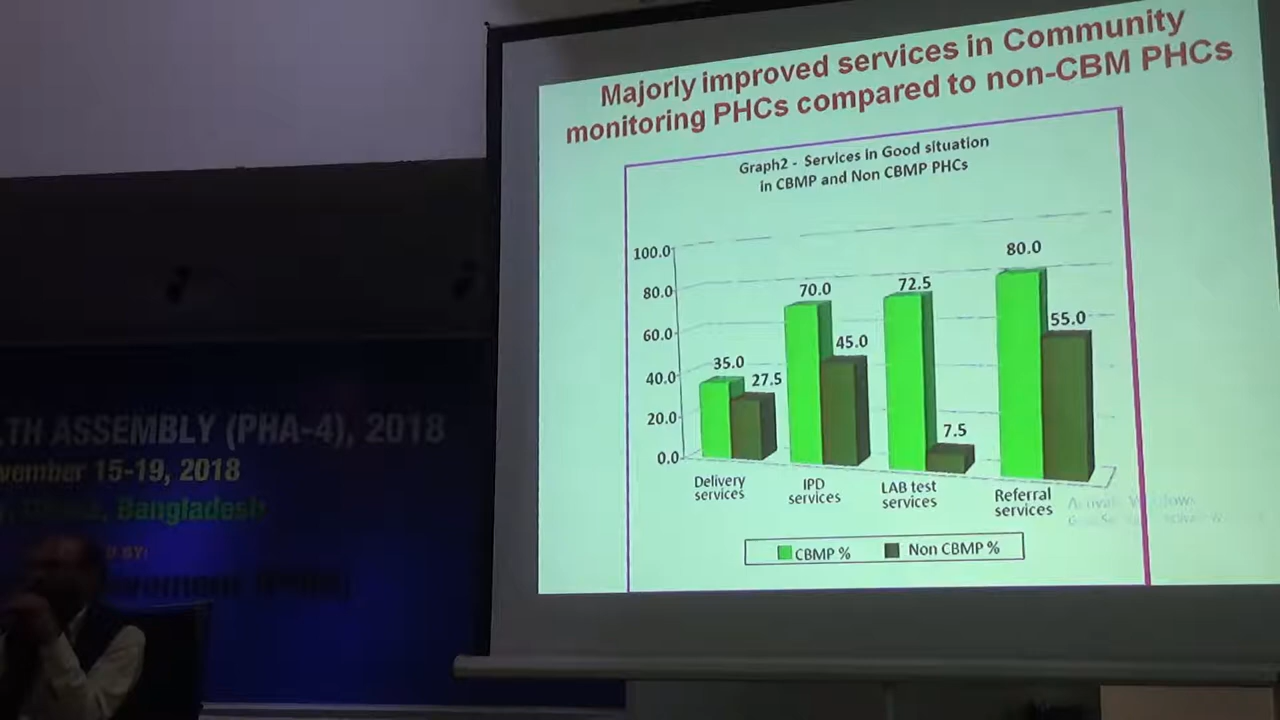 Majorly improved services in Community
monitoring PHCs compared to non-CBM PHCs
Graph2 - Services in Good situation
in CBMP and Non CBMP PHCs
100.0
80.0
60.0
40.0
20.0
0.0
35.0
27.5
70.0
45.0
72.5
7.5
80.0
55.0
Delivery
services
IPD
services
LAB test
services
Referral
services
CBMP %
Non CBMP %
ASSEMBLY (PHA-4), 2018
15-19, 2018
Bangladesh
BY: